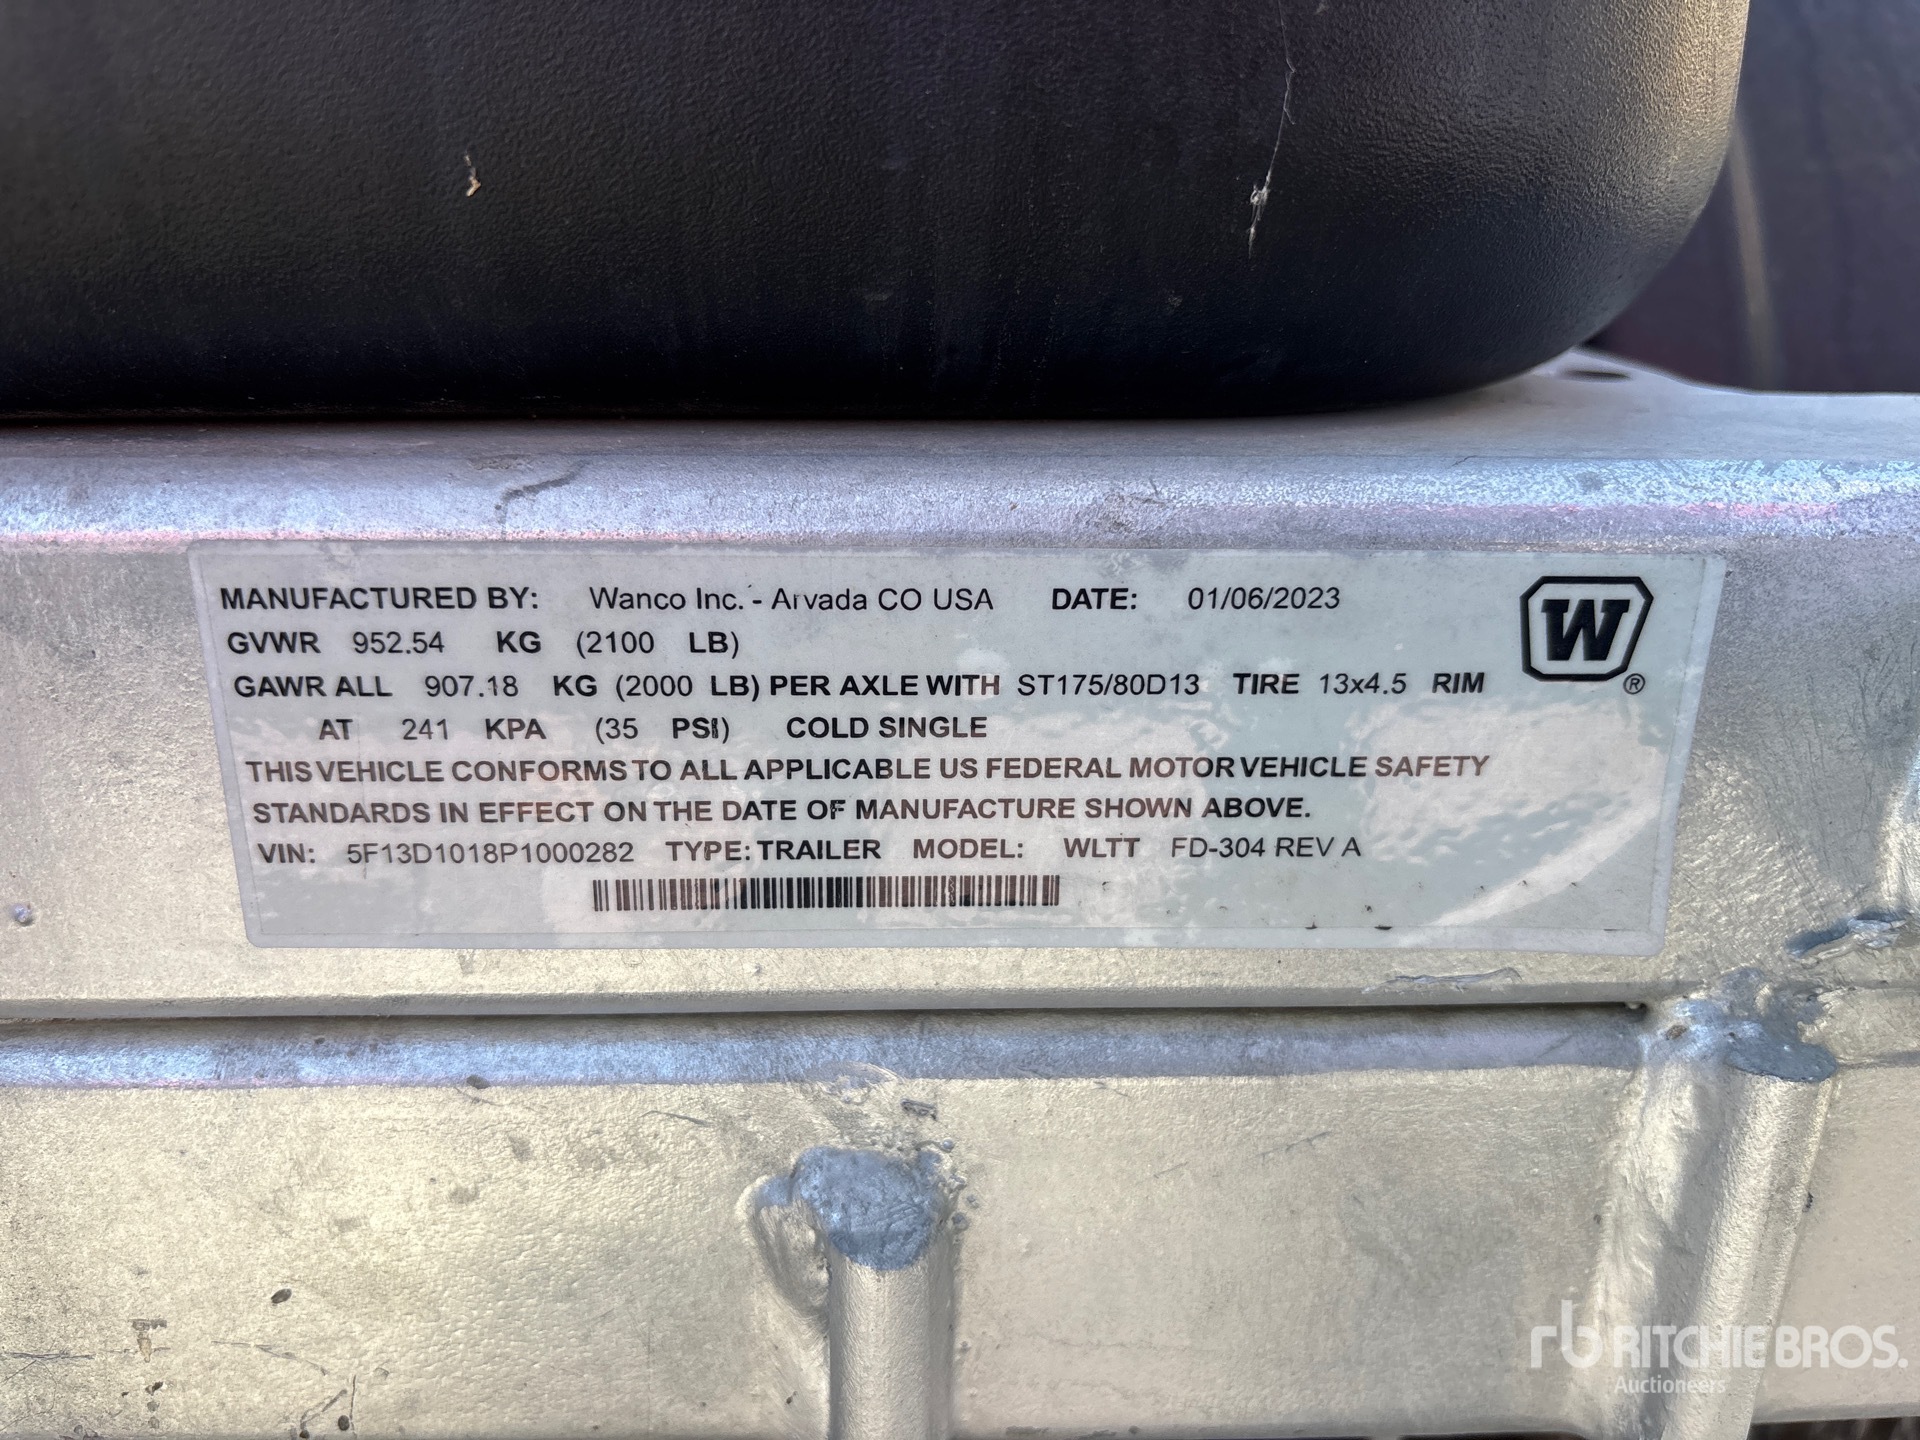 MANUFACTURED BY: Wanco Inc. - Arvada CO USA DATE: 01/06/2023
GVWR 952.54 KG (2100 LB)
GAWR ALL 907.18 KG (2000 LB) PER AXLE WITH ST175/80D13 TIRE 13x4.5 RIM
AT 241 KPA (35 PSI) COLD SINGLE
THIS VEHICLE CONFORMS TO ALL APPLICABLE US FEDERAL MOTOR VEHICLE SAFETY
STANDARDS IN EFFECT ON THE DATE OF MANUFACTURE SHOWN ABOVE.
VIN: 5F13D1018P1000282 TYPE: TRAILER MODEL: WLTT FD-304 REV A
W ®
rb RITCHIE BROS.
Auctioneers